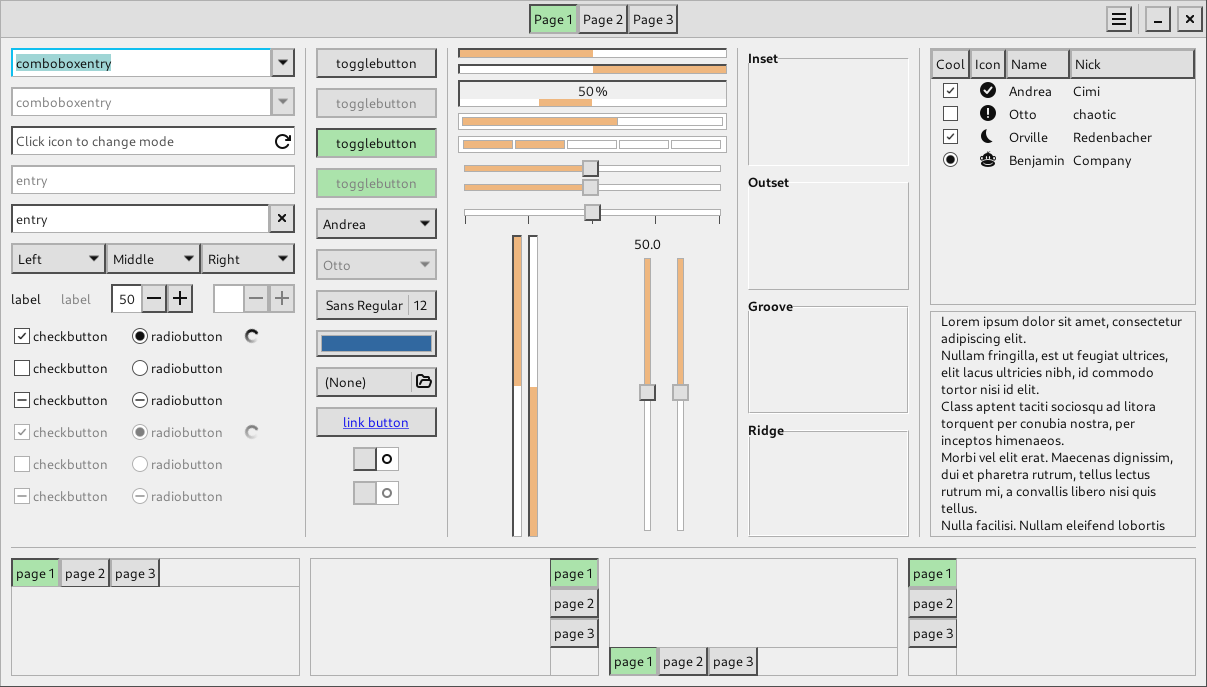 Page 1 Page 2 Page 3
comboboxentry
comboboxentry
Click icon to change mode
entry
entry
Left Middle Right
label label 50
checkbutton radiobutton
checkbutton radiobutton
checkbutton radiobutton
checkbutton radiobutton
checkbutton radiobutton
checkbutton radiobutton
togglebutton
togglebutton
togglebutton
togglebutton
Andrea
Otto
Sans Regular 12
(None)
link button
50 %
50.0
Inset
Outset
Groove
Ridge
Cool Icon Name Nick
Andrea Cimi
Otto chaotic
Orville Redenbacher
Benjamin Company
Lorem ipsum dolor sit amet, consectetur
adipiscing elit.
Nullam fringilla, est ut feugiat ultrices,
elit lacus ultricies nibh, id commodo
tortor nisi id elit.
Class aptent taciti sociosqu ad litora
torquent per conubia nostra, per
inceptos himenaeos.
Morbi vel elit erat. Maecenas dignissim,
dui et pharetra rutrum, tellus lectus
rutrum mi, a convallis libero nisi quis
tellus.
Nulla facilisi. Nullam eleifend lobortis
page 1 page 2 page 3
page 1
page 2
page 3
page 1 page 2 page 3
page 1
page 2
page 3